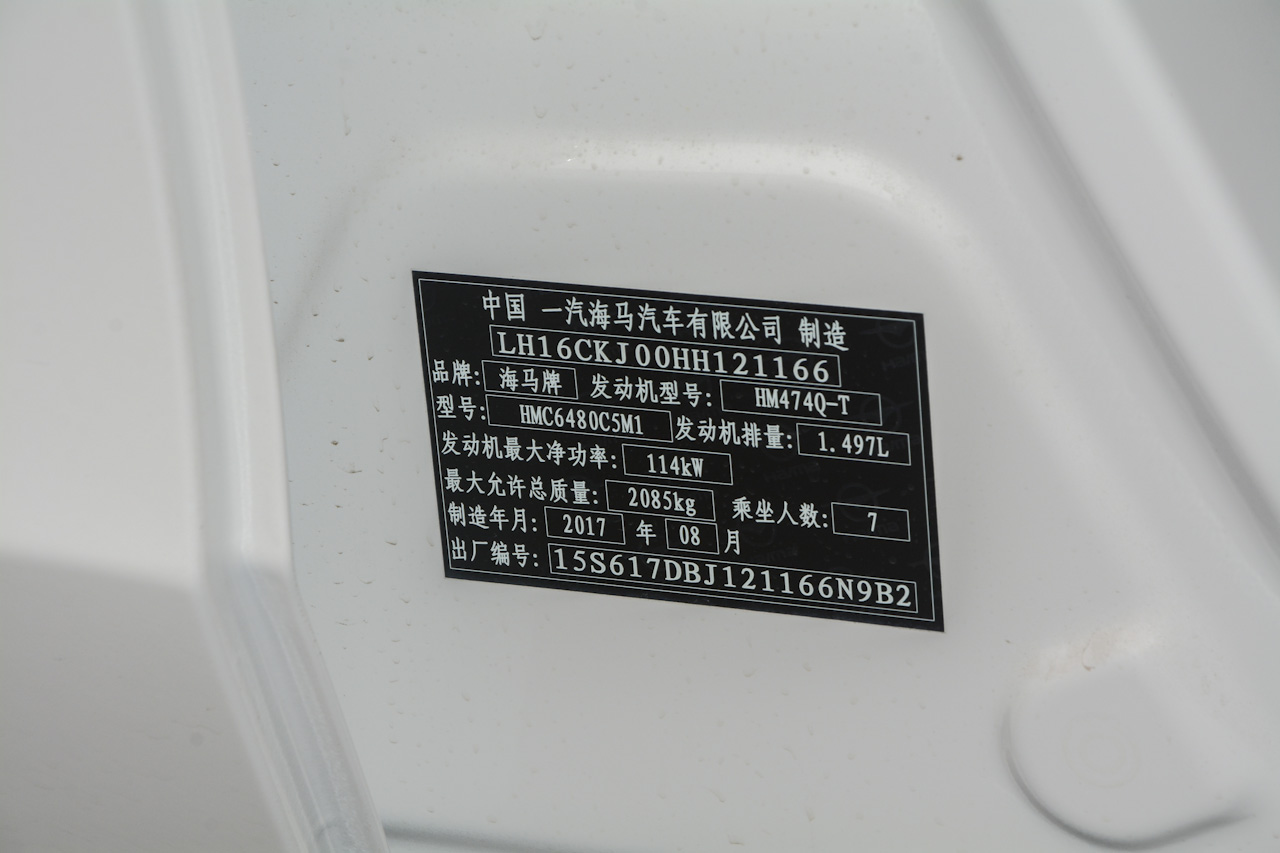 中国 一汽海马汽车有限公司 制造
LH16CKJ00HH121166
品牌: 海马牌 发动机型号: HM474Q-T
型号: HMC6480C5M1 发动机排量: 1.497L
发动机最大净功率: 114kW
最大允许总质量: 2085kg 乘坐人数: 7
制造年月: 2017 年 08 月
出厂编号: 15S617DBJ121166N9B2